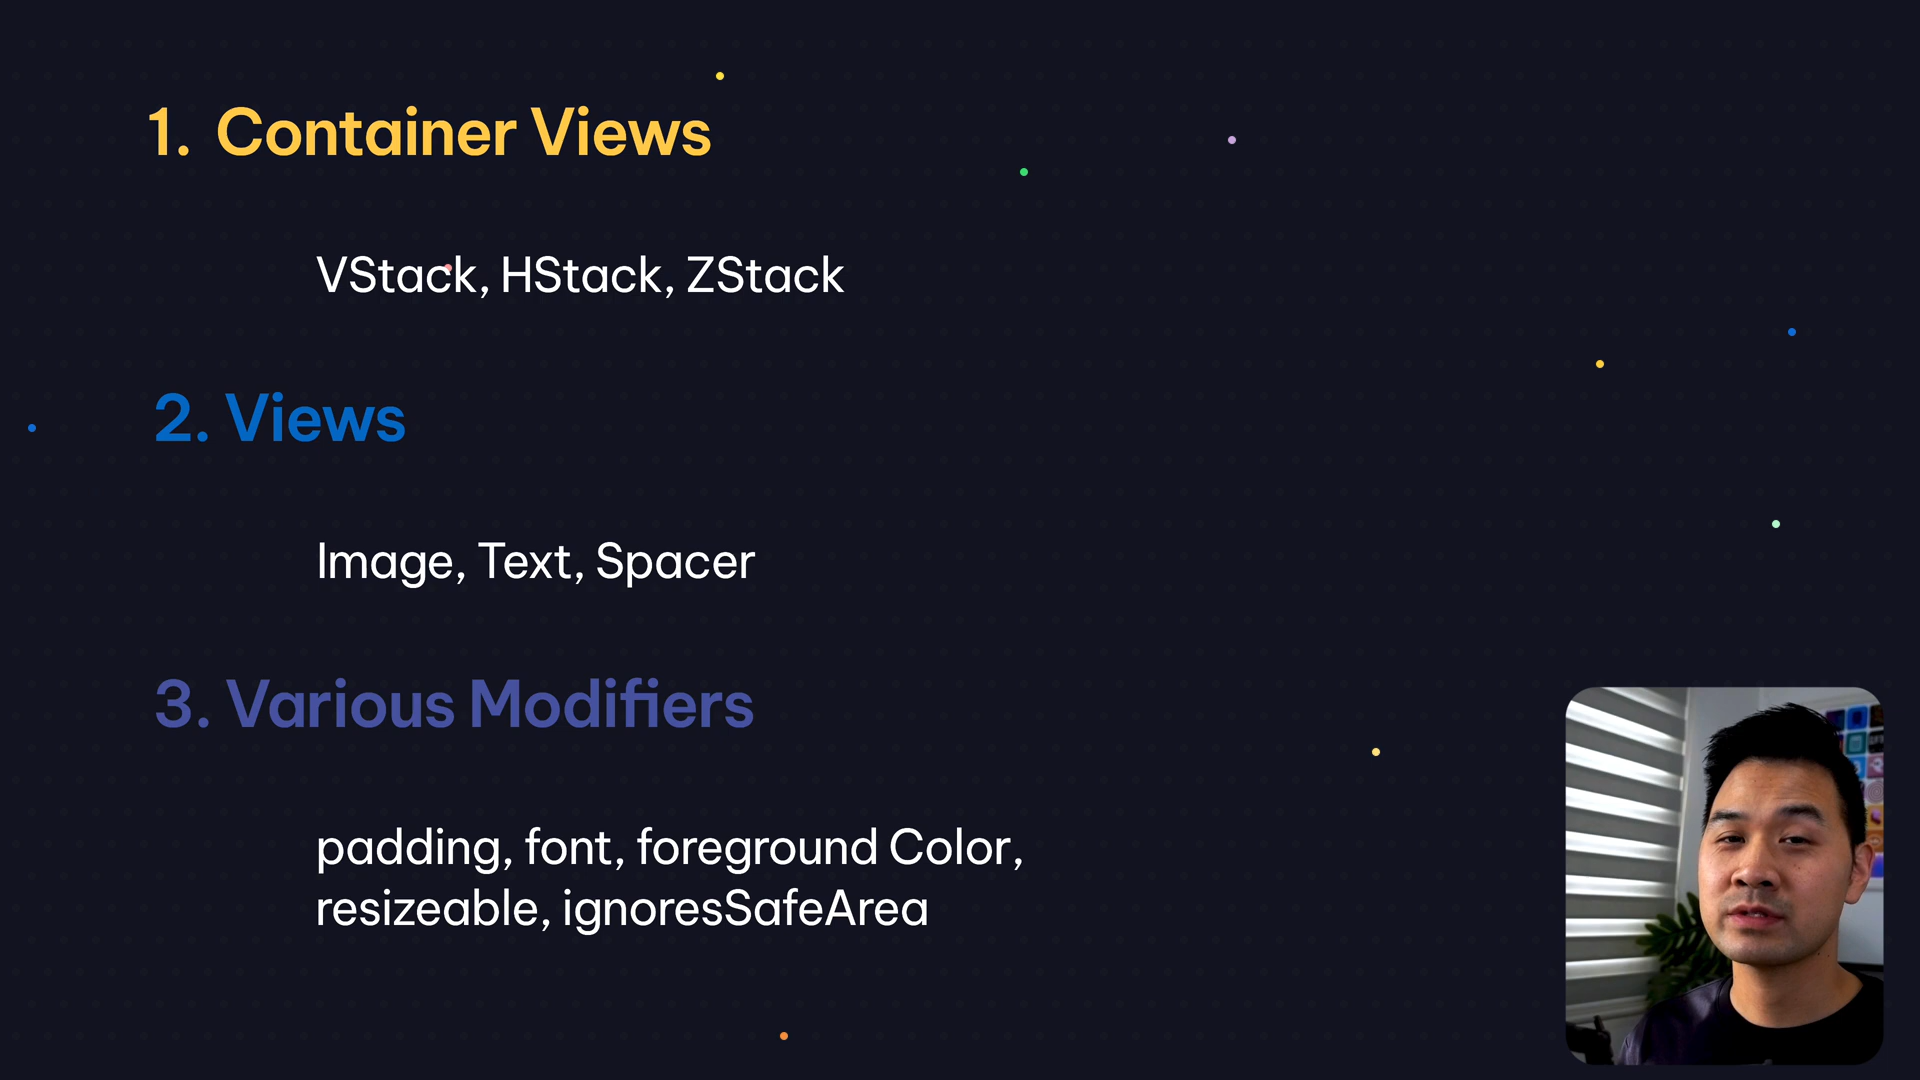 1. Container Views
VStack, HStack, ZStack
2. Views
Image, Text, Spacer
3. Various Modifiers
padding, font, foreground Color,
resizeable, ignoresSafeArea